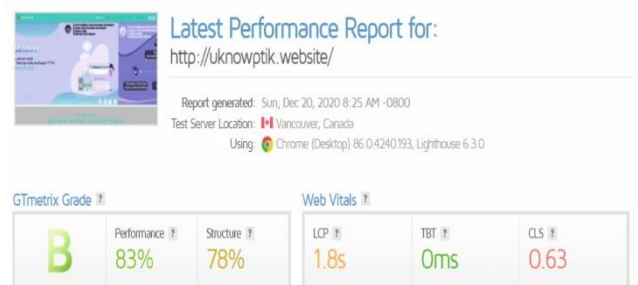 Latest Performance Report for:
http://uknowptik.website/
Report generated: Sun, Dec 20, 2020 8:25 AM -0800
Test Server Location: Vancouver, Canada
Using: Chrome (Desktop) 86.0.4240.193, Lighthouse 6.3.0
GTmetrix Grade ?
Web Vitals ?
B
Performance ?
83%
Structure ?
78%
LCP ?
1.8s
TBT ?
0ms
CLS ?
0.63